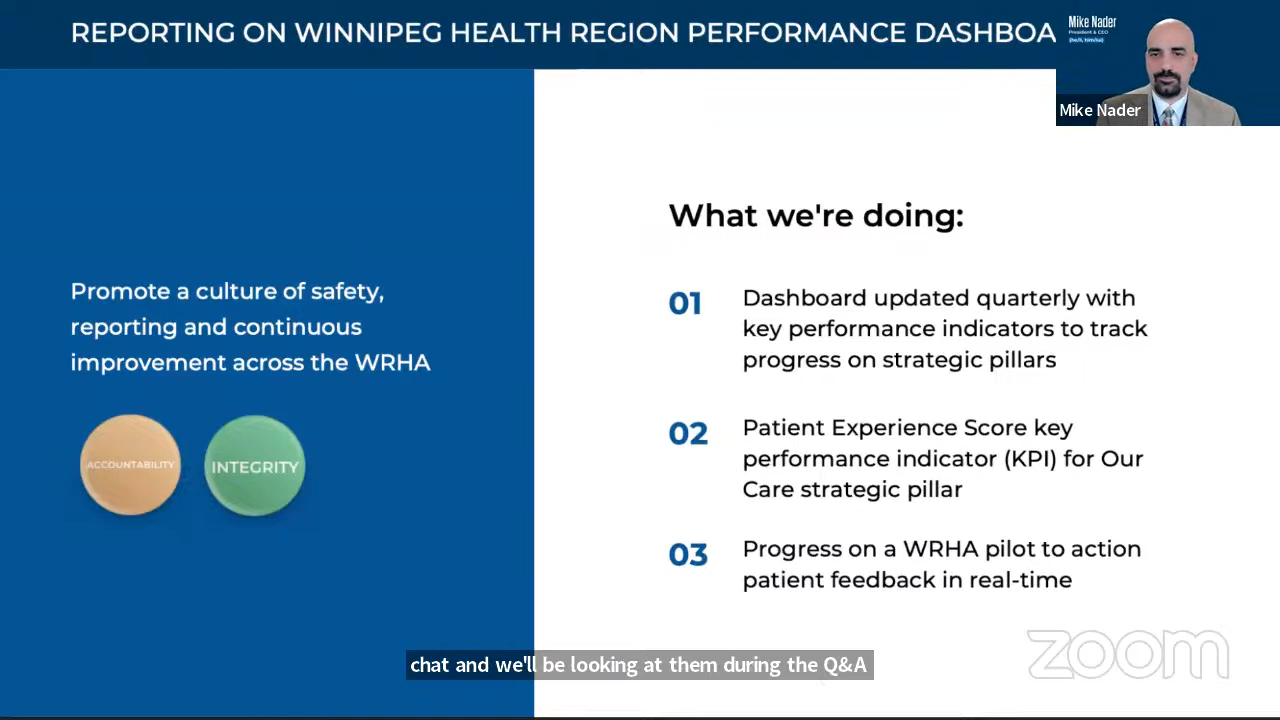 REPORTING ON WINNIPEG HEALTH REGION PERFORMANCE DASHBOA
Mike Nader
President & CEO
Mike Nader
What we're doing:
Promote a culture of safety,
reporting and continuous
improvement across the WRHA
ACCOUNTABILITY
INTEGRITY
01
Dashboard updated quarterly with
key performance indicators to track
progress on strategic pillars
02
Patient Experience Score key
performance indicator (KPI) for Our
Care strategic pillar
03
Progress on a WRHA pilot to action
patient feedback in real-time
chat and we'll be looking at them during the Q&A
zoom